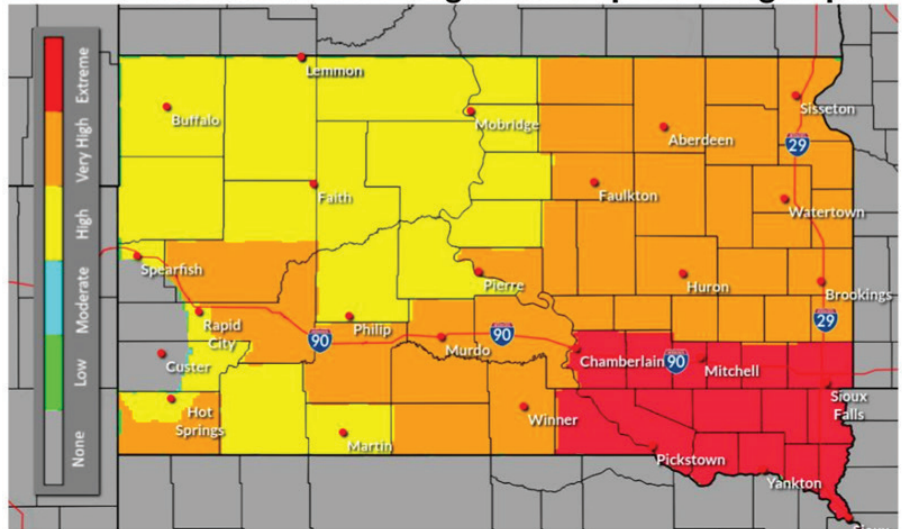 Extreme
Very High
High
Moderate
Low
None
Lemmon
Buffalo
Mobridge
Sisseton
Aberdeen
29
Faith
Faulkton
Watertown
Spearfish
Pierre
Huron
Brookings
Rapid
City
Philip
29
90
90
Murdo
Chamberlain
90
Mitchell
Custer
Hot
Springs
Sioux
Falls
Winner
Martin
Pickstown
Yankton